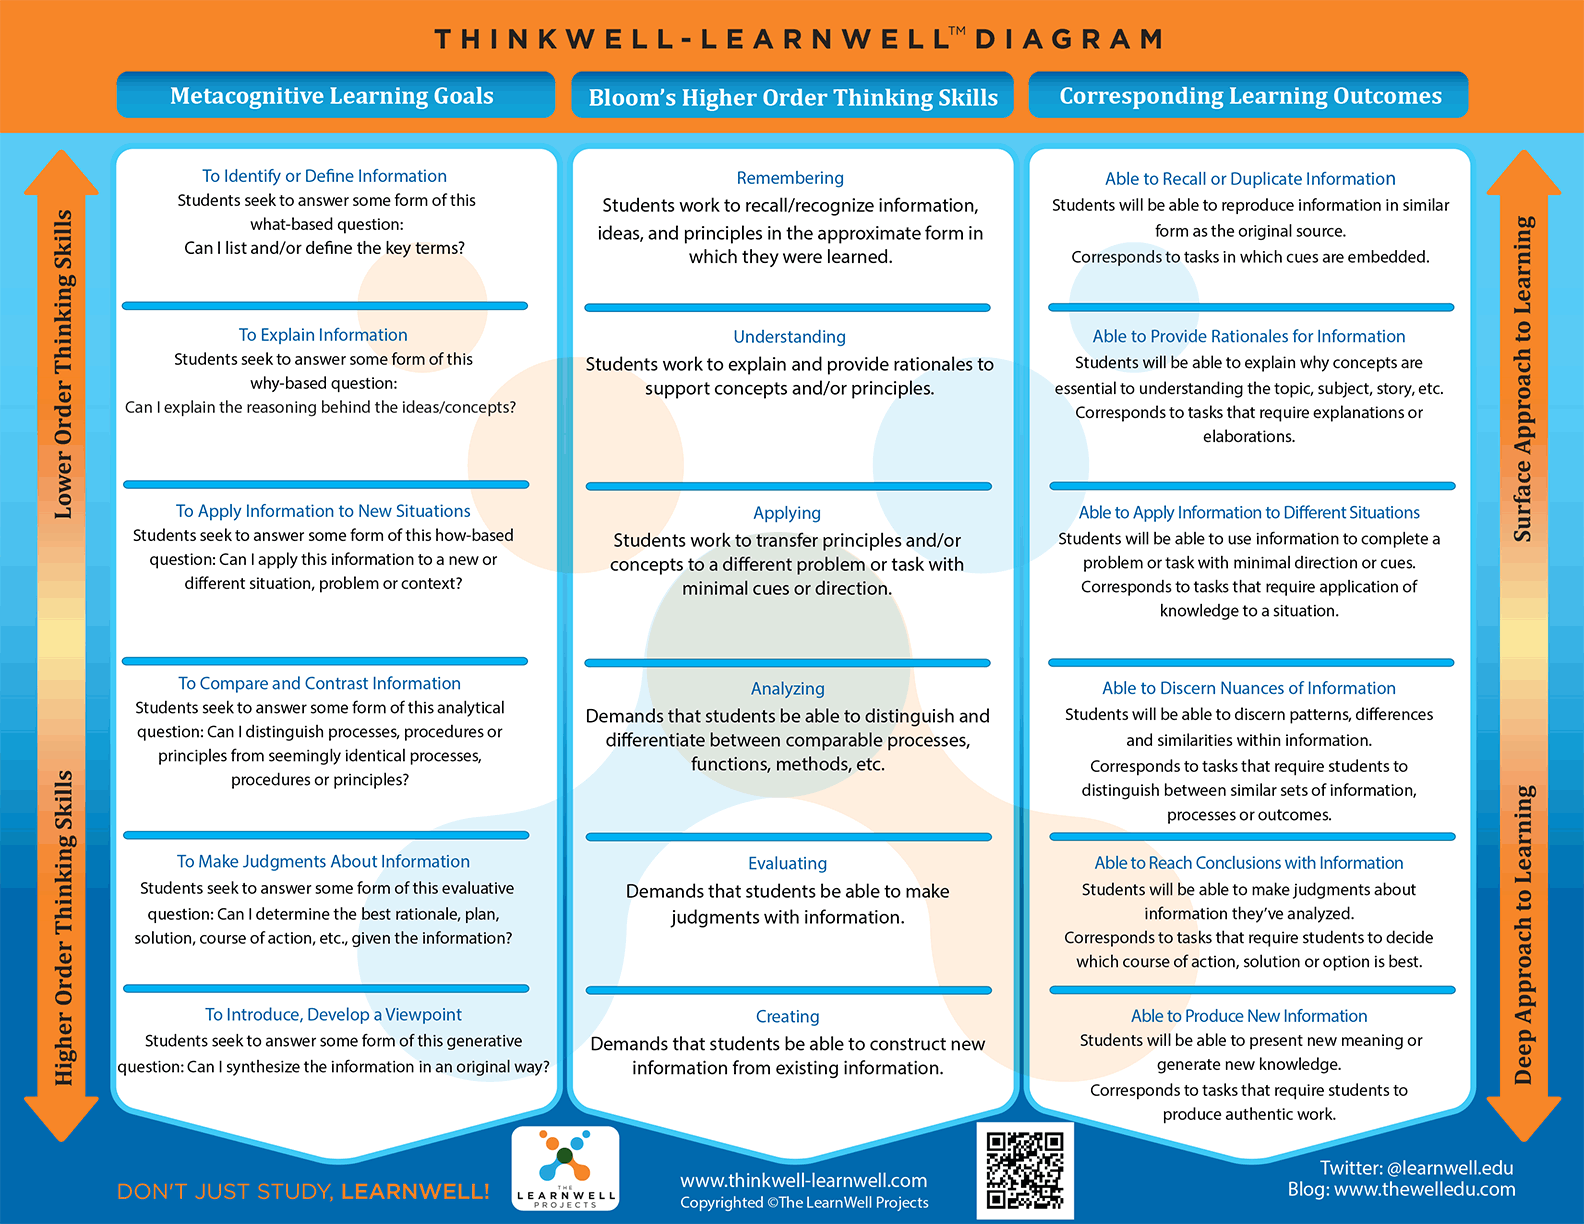 THINKWELL-LEARNWELL™ DIAGRAM
Metacognitive Learning Goals
Bloom's Higher Order Thinking Skills
Corresponding Learning Outcomes
Lower Order Thinking Skills
Higher Order Thinking Skills
To Identify or Define Information
Students seek to answer some form of this
what-based question:
Can I list and/or define the key terms?
To Explain Information
Students seek to answer some form of this
why-based question:
Can I explain the reasoning behind the ideas/concepts?
To Apply Information to New Situations
Students seek to answer some form of this how-based
question: Can I apply this information to a new or
different situation, problem or context?
To Compare and Contrast Information
Students seek to answer some form of this analytical
question: Can I distinguish processes, procedures or
principles from seemingly identical processes,
procedures or principles?
To Make Judgments About Information
Students seek to answer some form of this evaluative
question: Can I determine the best rationale, plan,
solution, course of action, etc., given the information?
To Introduce, Develop a Viewpoint
Students seek to answer some form of this generative
question: Can I synthesize the information in an original way?
Remembering
Students work to recall/recognize information,
ideas, and principles in the approximate form in
which they were learned.
Understanding
Students work to explain and provide rationales to
support concepts and/or principles.
Applying
Students work to transfer principles and/or
concepts to a different problem or task with
minimal cues or direction.
Analyzing
Demands that students be able to distinguish and
differentiate between comparable processes,
functions, methods, etc.
Evaluating
Demands that students be able to make
judgments with information.
Creating
Demands that students be able to construct new
information from existing information.
Able to Recall or Duplicate Information
Students will be able to reproduce information in similar
form as the original source.
Corresponds to tasks in which cues are embedded.
Able to Provide Rationales for Information
Students will be able to explain why concepts are
essential to understanding the topic, subject, story, etc.
Corresponds to tasks that require explanations or
elaborations.
Able to Apply Information to Different Situations
Students will be able to use information to complete a
problem or task with minimal direction or cues.
Corresponds to tasks that require application of
knowledge to a situation.
Able to Discern Nuances of Information
Students will be able to discern patterns, differences
and similarities within information.
Corresponds to tasks that require students to
distinguish between similar sets of information,
processes or outcomes.
Able to Reach Conclusions with Information
Students will be able to make judgments about
information they've analyzed.
Corresponds to tasks that require students to decide
which course of action, solution or option is best.
Able to Produce New Information
Students will be able to present new meaning or
generate new knowledge.
Corresponds to tasks that require students to
produce authentic work.
Surface Approach to Learning
Deep Approach to Learning
DON'T JUST STUDY, LEARNWELL!
THE
LEARNWELL
PROJECTS
www.thinkwell-learnwell.com
Copyrighted ©The LearnWell Projects
Twitter: @learnwell.edu
Blog: www.thewelledu.com